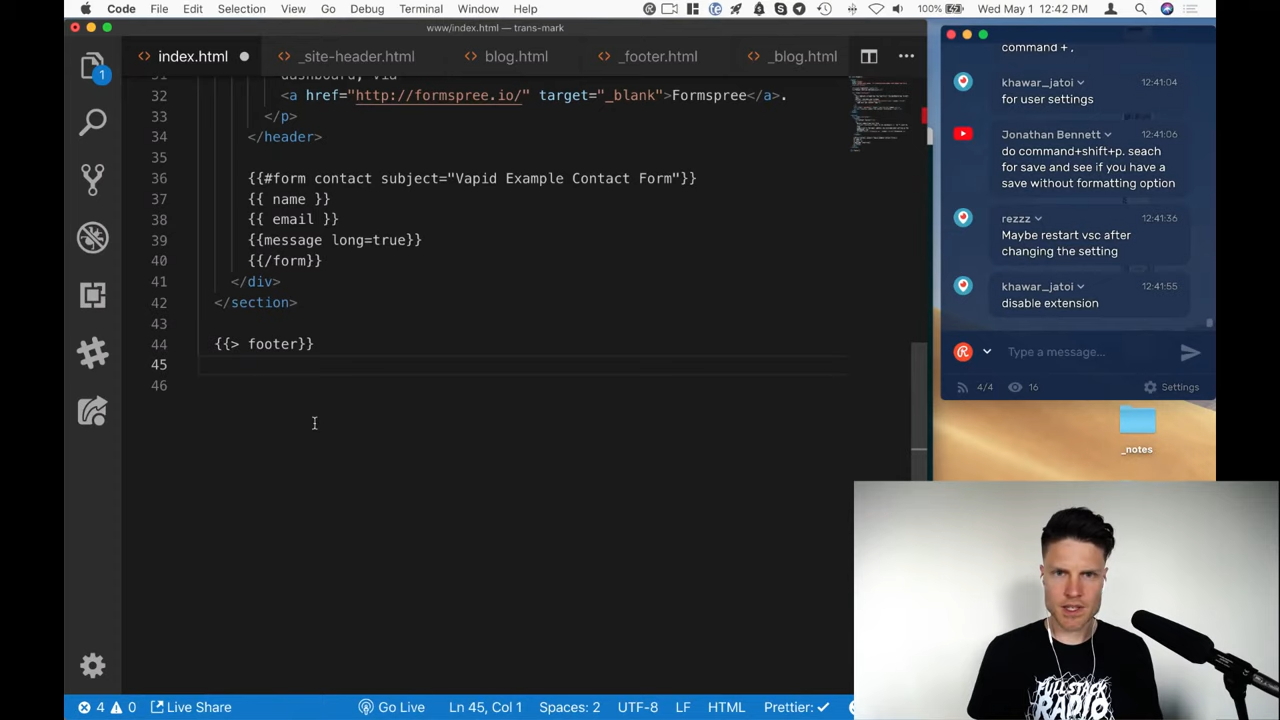 Code File Edit Selection View Go Debug Terminal Window Help 100% Wed May 1 12:42 PM
www/index.html — trans-mark
index.html _site-header.html blog.html _footer.html _blog.html
dashboard, via
32 <a href="http://formspree.io/" target="_blank">Formspree</a>.
33 </p>
34 </header>
35
36 {{#form contact subject="Vapid Example Contact Form"}}
37 {{ name }}
38 {{ email }}
39 {{message long=true}}
40 {{/form}}
41 </div>
42 </section>
43
44 {{> footer}}
45
46
1
4 0 Live Share Go Live Ln 45, Col 1 Spaces: 2 UTF-8 LF HTML Prettier: ✓
command + ,
khawar_jatoi 12:41:04
for user settings
Jonathan Bennett 12:41:06
do command+shift+p. seach
for save and see if you have a
save without formatting option
rezzz 12:41:36
Maybe restart vsc after
changing the setting
khawar_jatoi 12:41:55
disable extension
Type a message...
4/4 16 Settings
_notes
FULL STACK
RADIO